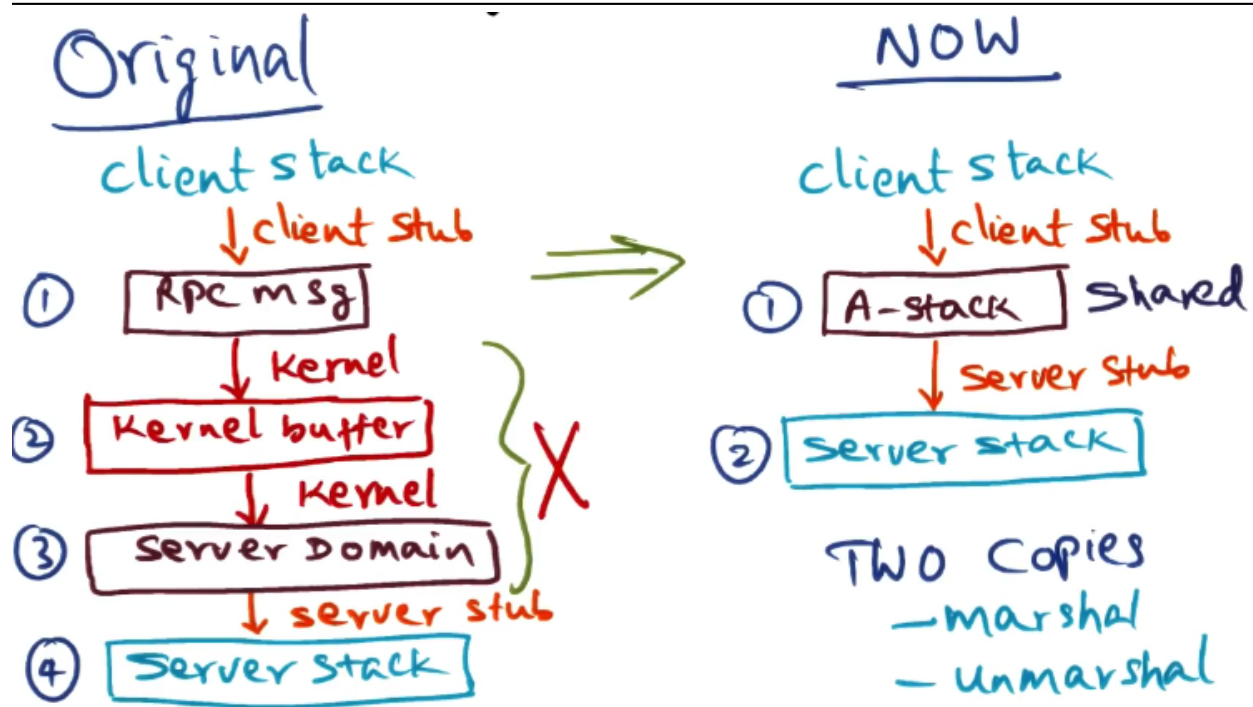 Original
client stack
client stub
① RPC msg
Kernel
② Kernel buffer
Kernel
③ Server Domain
server stub
④ Server stack
X
NOW
client stack
client stub
① A-stack shared
server stub
② server stack
TWO Copies
- marshal
- unmarshal